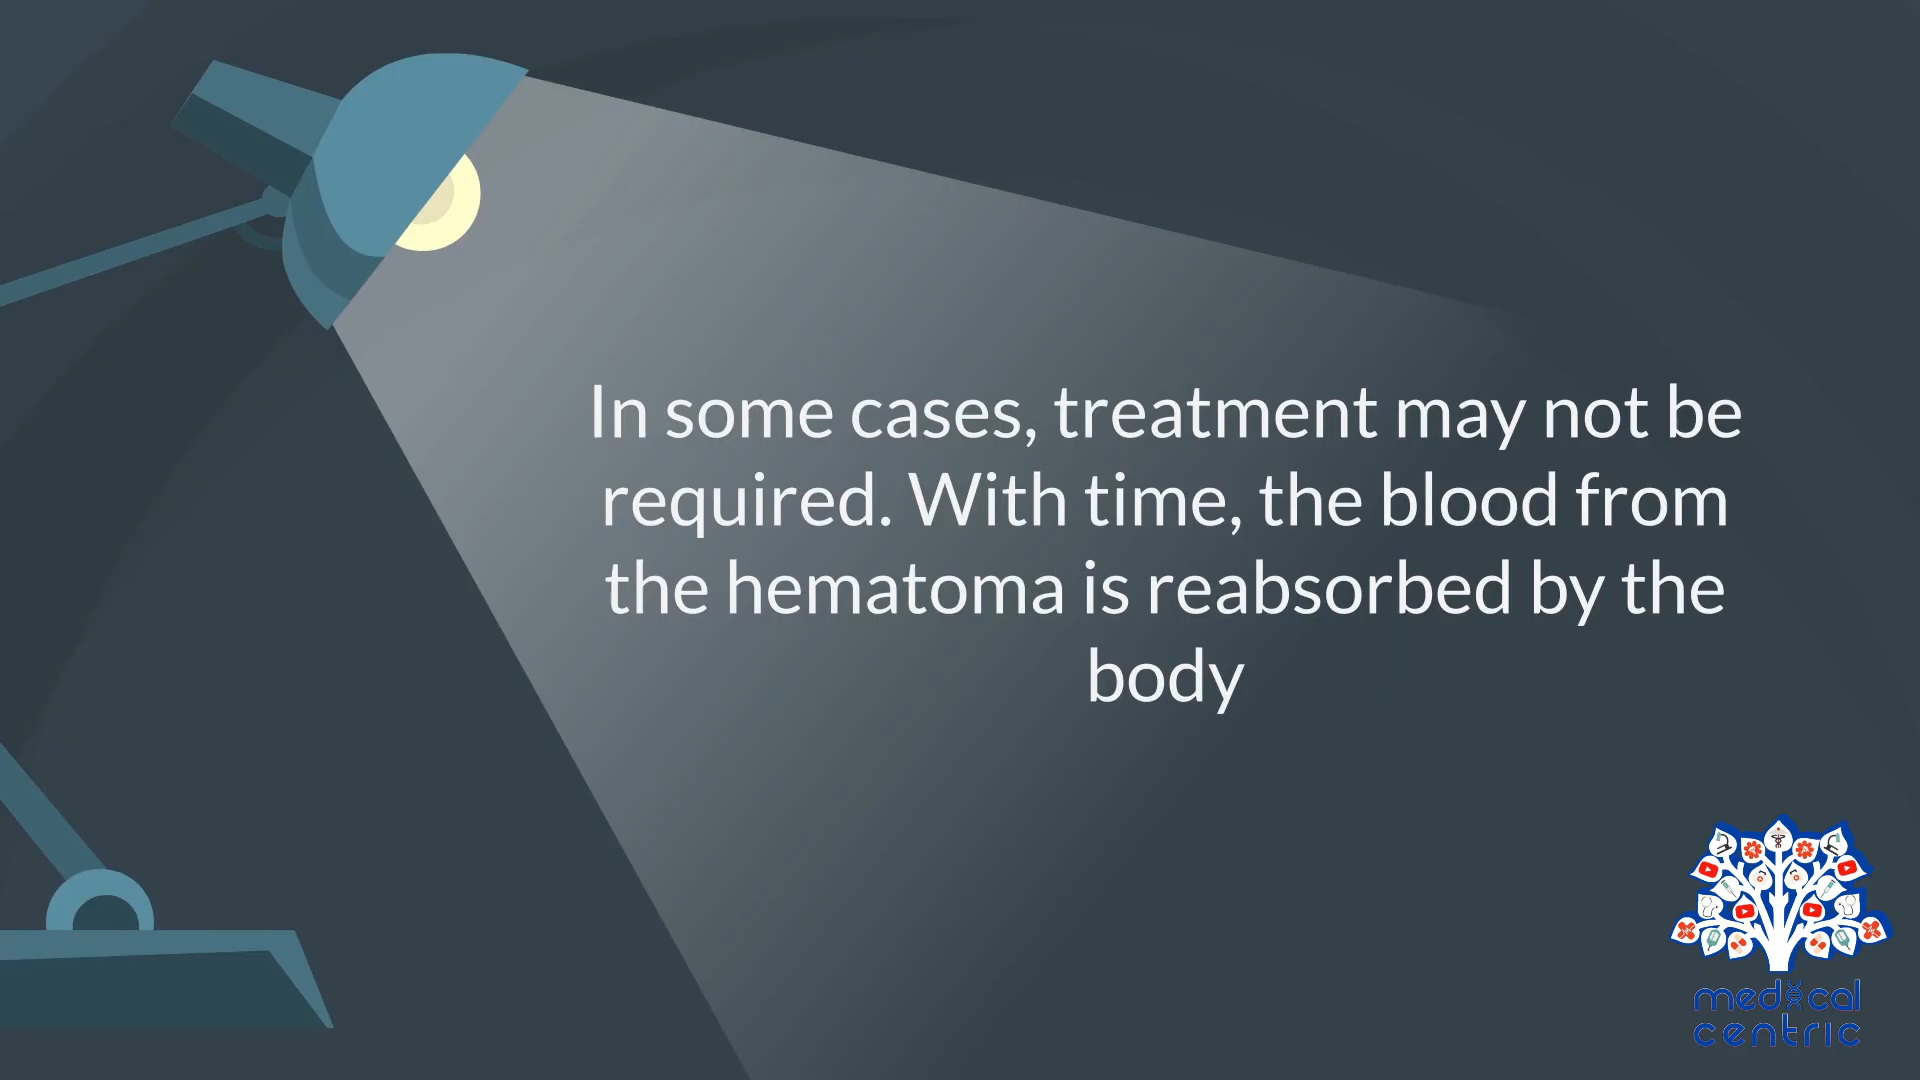 In some cases, treatment may not be
required. With time, the blood from
the hematoma is reabsorbed by the
body
medical
centric